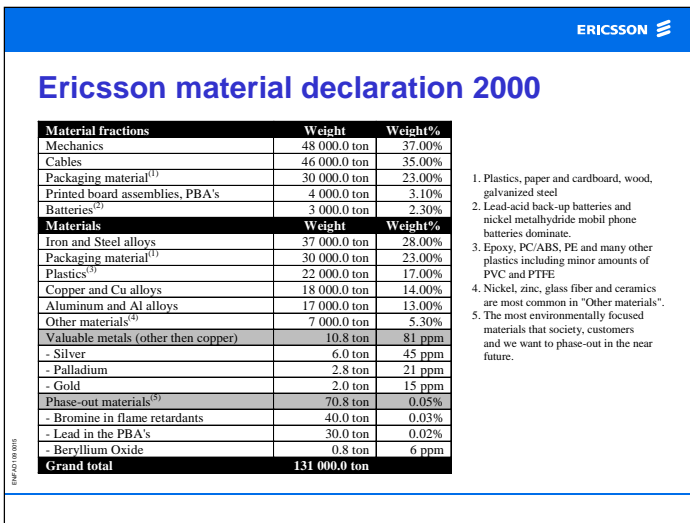 ERICSSON
Ericsson material declaration 2000
Material fractions Weight Weight%
Mechanics 48 000.0 ton 37.00%
Cables 46 000.0 ton 35.00%
Packaging material(1) 30 000.0 ton 23.00%
Printed board assemblies, PBA's 4 000.0 ton 3.10%
Batteries(2) 3 000.0 ton 2.30%
Materials Weight Weight%
Iron and Steel alloys 37 000.0 ton 28.00%
Packaging material(1) 30 000.0 ton 23.00%
Plastics(3) 22 000.0 ton 17.00%
Copper and Cu alloys 18 000.0 ton 14.00%
Aluminum and Al alloys 17 000.0 ton 13.00%
Other materials(4) 7 000.0 ton 5.30%
Valuable metals (other then copper) 10.8 ton 81 ppm
- Silver 6.0 ton 45 ppm
- Palladium 2.8 ton 21 ppm
- Gold 2.0 ton 15 ppm
Phase-out materials(5) 70.8 ton 0.05%
- Bromine in flame retardants 40.0 ton 0.03%
- Lead in the PBA's 30.0 ton 0.02%
- Beryllium Oxide 0.8 ton 6 ppm
Grand total 131 000.0 ton
1. Plastics, paper and cardboard, wood,
galvanized steel
2. Lead-acid back-up batteries and
nickel metalhydride mobil phone
batteries dominate.
3. Epoxy, PC/ABS, PE and many other
plastics including minor amounts of
PVC and PTFE
4. Nickel, zinc, glass fiber and ceramics
are most common in "Other materials".
5. The most environmentally focused
materials that society, customers
and we want to phase-out in the near
future.